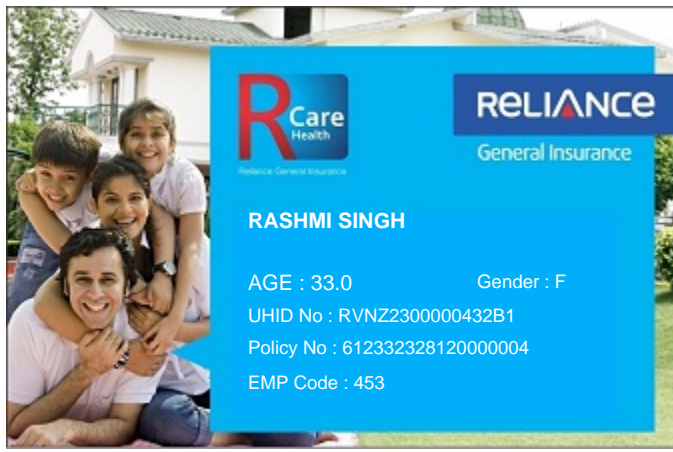 R Care
Health
Reliance General Insurance
RELIANCE
General Insurance
RASHMI SINGH
AGE : 33.0
Gender : F
UHID No : RVNZ2300000432B1
Policy No : 612332328120000004
EMP Code : 453